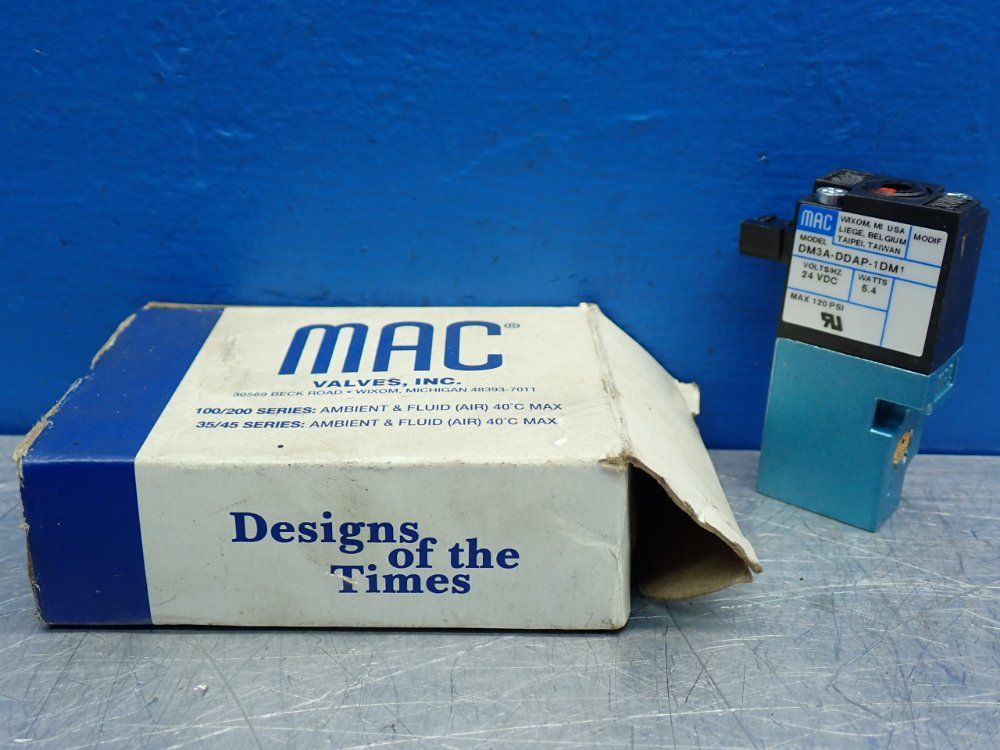 MAC®
VALVES, INC.
30569 BECK ROAD • WIXOM, MICHIGAN 48393-7011
100/200 SERIES: AMBIENT & FLUID (AIR) 40°C MAX
35/45 SERIES: AMBIENT & FLUID (AIR) 40°C MAX
Designs
of the
Times
MAC
WIXOM, MI USA
LIEGE, BELGIUM
TAIPEI, TAIWAN
MODIF
MODEL
DM3A-DDAP-1DM1
VOLTS/HZ
24 VDC
WATTS
5.4
MAX 120 PSI